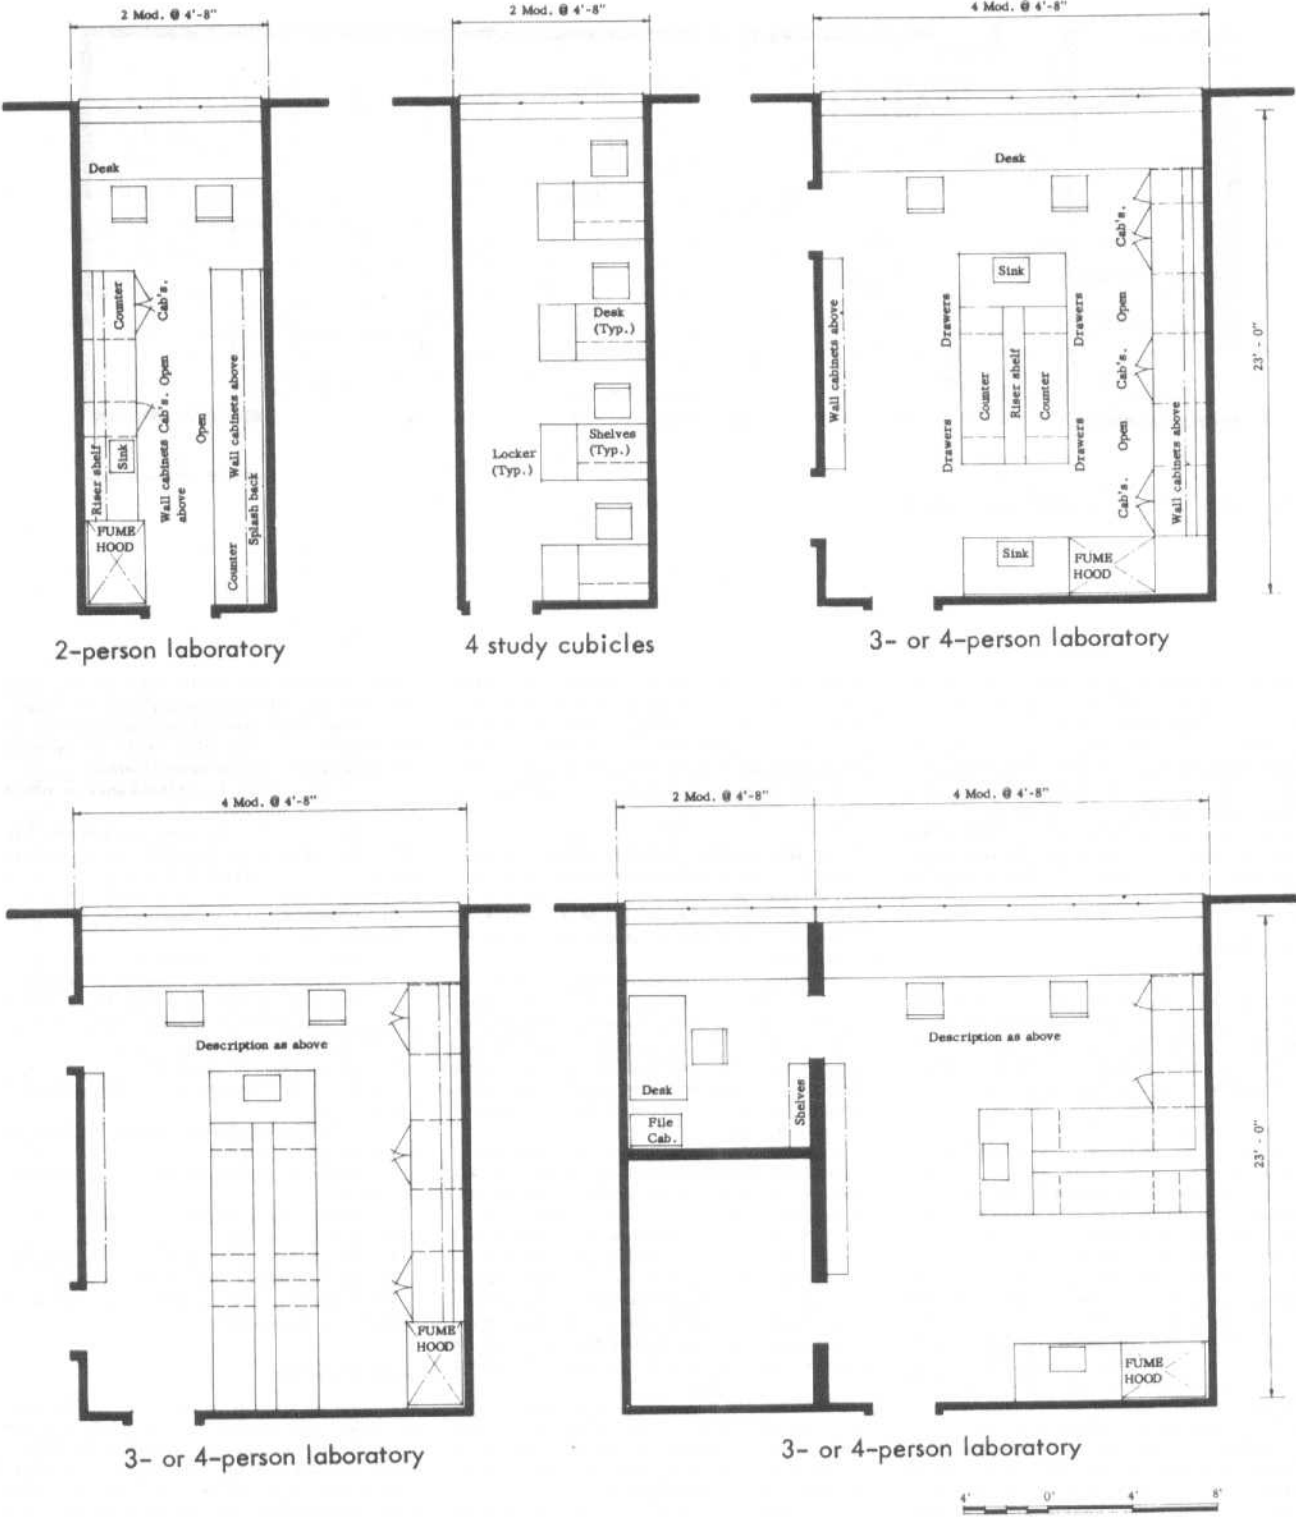 2 Mod. @ 4'-8"
Desk
Counter
Cab's.
Wall cabinets above
Cab's. Open
Open
Riser shelf
Sink
Wall cabinets above
Splash back
Counter
FUME
HOOD
2-person laboratory
2 Mod. @ 4'-8"
Desk
(Typ.)
Locker
(Typ.)
Shelves
(Typ.)
4 study cubicles
4 Mod. @ 4'-8"
Desk
Sink
Wall cabinets above
Drawers
Drawers
Counter
Riser shelf
Counter
Drawers
Drawers
Cab's.
Open
Cab's.
Open
Cab's.
Wall cabinets above
Sink
FUME
HOOD
23' - 0"
3- or 4-person laboratory
4 Mod. @ 4'-8"
Description as above
FUME
HOOD
3- or 4-person laboratory
2 Mod. @ 4'-8"
4 Mod. @ 4'-8"
Desk
File
Cab.
Shelves
Description as above
FUME
HOOD
23' - 0"
3- or 4-person laboratory
4' 0' 4' 8'